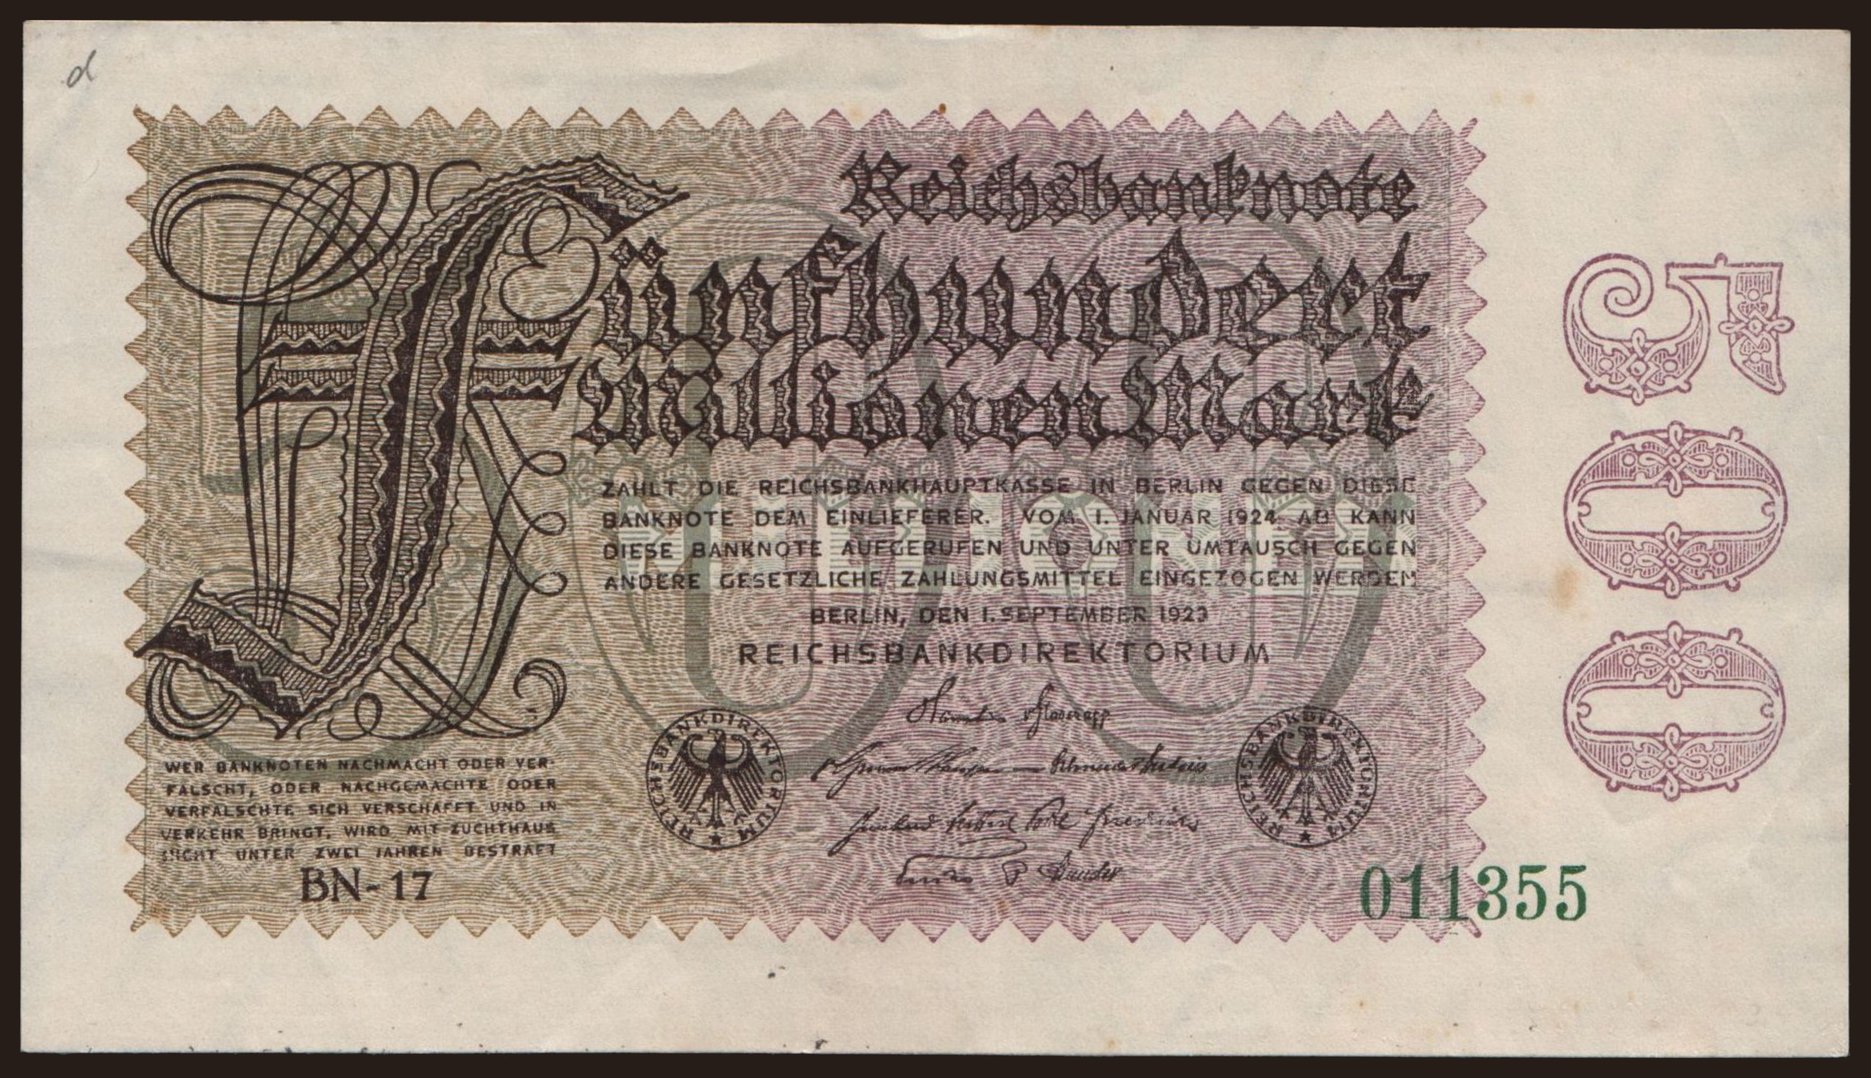 d
Reichsbanknote
Fünfhundert
Millionen Mark
ZAHLT DIE REICHSBANKHAUPTKASSE IN BERLIN GEGEN DIESE
BANKNOTE DEM EINLIEFERER. VOM 1. JANUAR 1924 AB KANN
DIESE BANKNOTE AUFGERUFEN UND UNTER UMTAUSCH GEGEN
ANDERE GESETZLICHE ZAHLUNGSMITTEL EINGEZOGEN WERDEN
BERLIN, DEN 1. SEPTEMBER 1923
REICHSBANKDIREKTORIUM
REICHSBANKDIREKTORIUM
REICHSBANKDIREKTORIUM
WER BANKNOTEN NACHMACHT ODER VER-
FÄLSCHT, ODER NACHGEMACHTE ODER
VERFÄLSCHTE SICH VERSCHAFFT UND IN
VERKEHR BRINGT, WIRD MIT ZUCHTHAUS
NICHT UNTER ZWEI JAHREN BESTRAFT
BN-17
011355
500
500
MILLIONEN